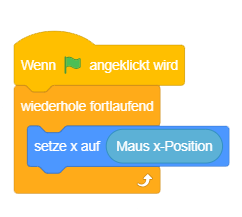 Wenn angeklickt wird
wiederhole fortlaufend
setze x auf Maus x-Position